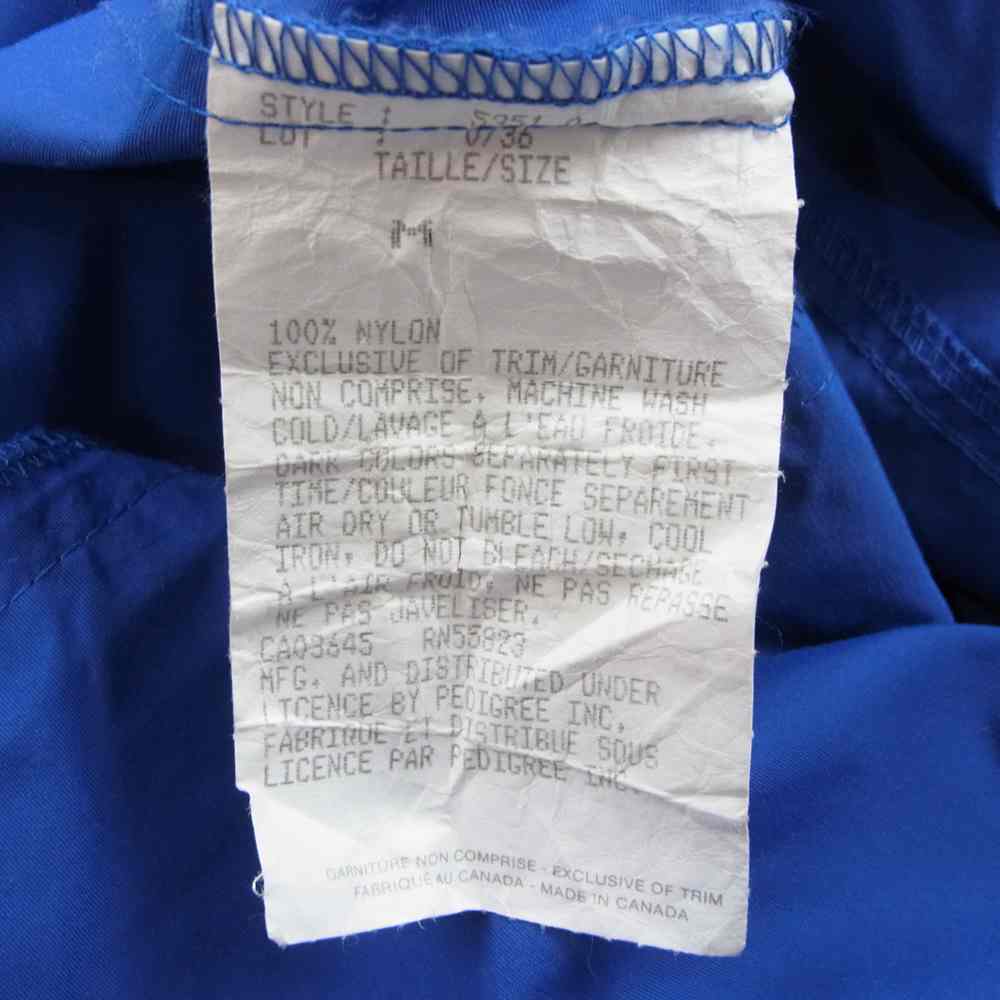 STYLE :
LOT : 0736
TAILLE/SIZE
M
100% NYLON
EXCLUSIVE OF TRIM/GARNITURE
NON COMPRISE. MACHINE WASH
COLD/LAVAGE A L'EAU FROIDE.
DARK COLORS SEPARATELY FIRST
TIME/COULEUR FONCE SEPAREMENT
AIR DRY OR TUMBLE LOW. COOL
IRON. DO NOT BLEACH/SECHAGE
A L'AIR FROID. NE PAS REPASSE
NE PAS JAVELISER.
CA03645 RN55823
MFG. AND DISTRIBUTED UNDER
LICENCE BY PEDIGREE INC.
FABRIQUE ET DISTRIBUE SOUS
LICENCE PAR PEDIGREE INC.
GARNITURE NON COMPRISE - EXCLUSIVE OF TRIM
FABRIQUÉ AU CANADA - MADE IN CANADA